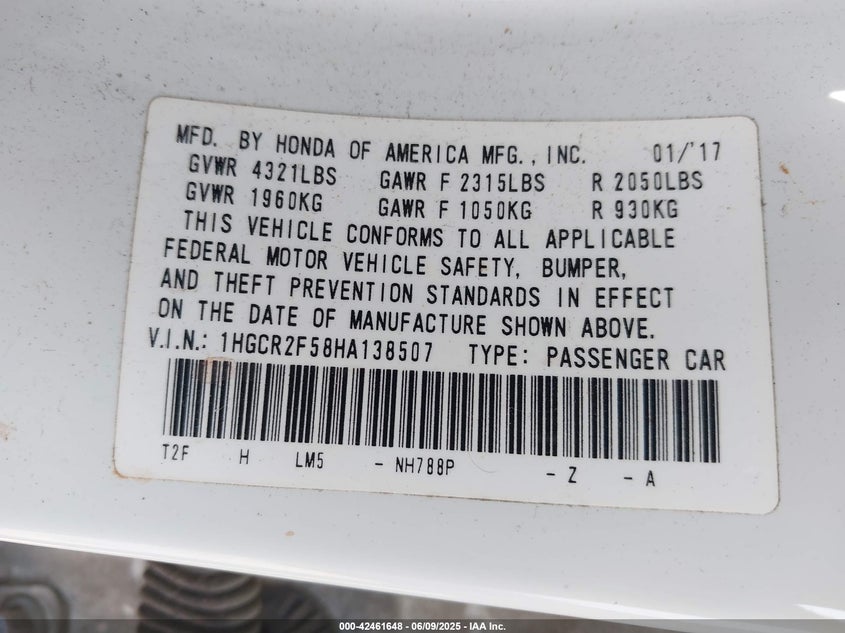 MFD. BY HONDA OF AMERICA MFG., INC. 01/'17
GVWR 4321LBS GAWR F 2315LBS R 2050LBS
GVWR 1960KG GAWR F 1050KG R 930KG
THIS VEHICLE CONFORMS TO ALL APPLICABLE
FEDERAL MOTOR VEHICLE SAFETY, BUMPER,
AND THEFT PREVENTION STANDARDS IN EFFECT
ON THE DATE OF MANUFACTURE SHOWN ABOVE.
V.I.N.: 1HGCR2F58HA138507 TYPE: PASSENGER CAR
T2F H LM5 - NH788P - Z - A
000-42461648 | 06/09/2025 - IAA Inc.